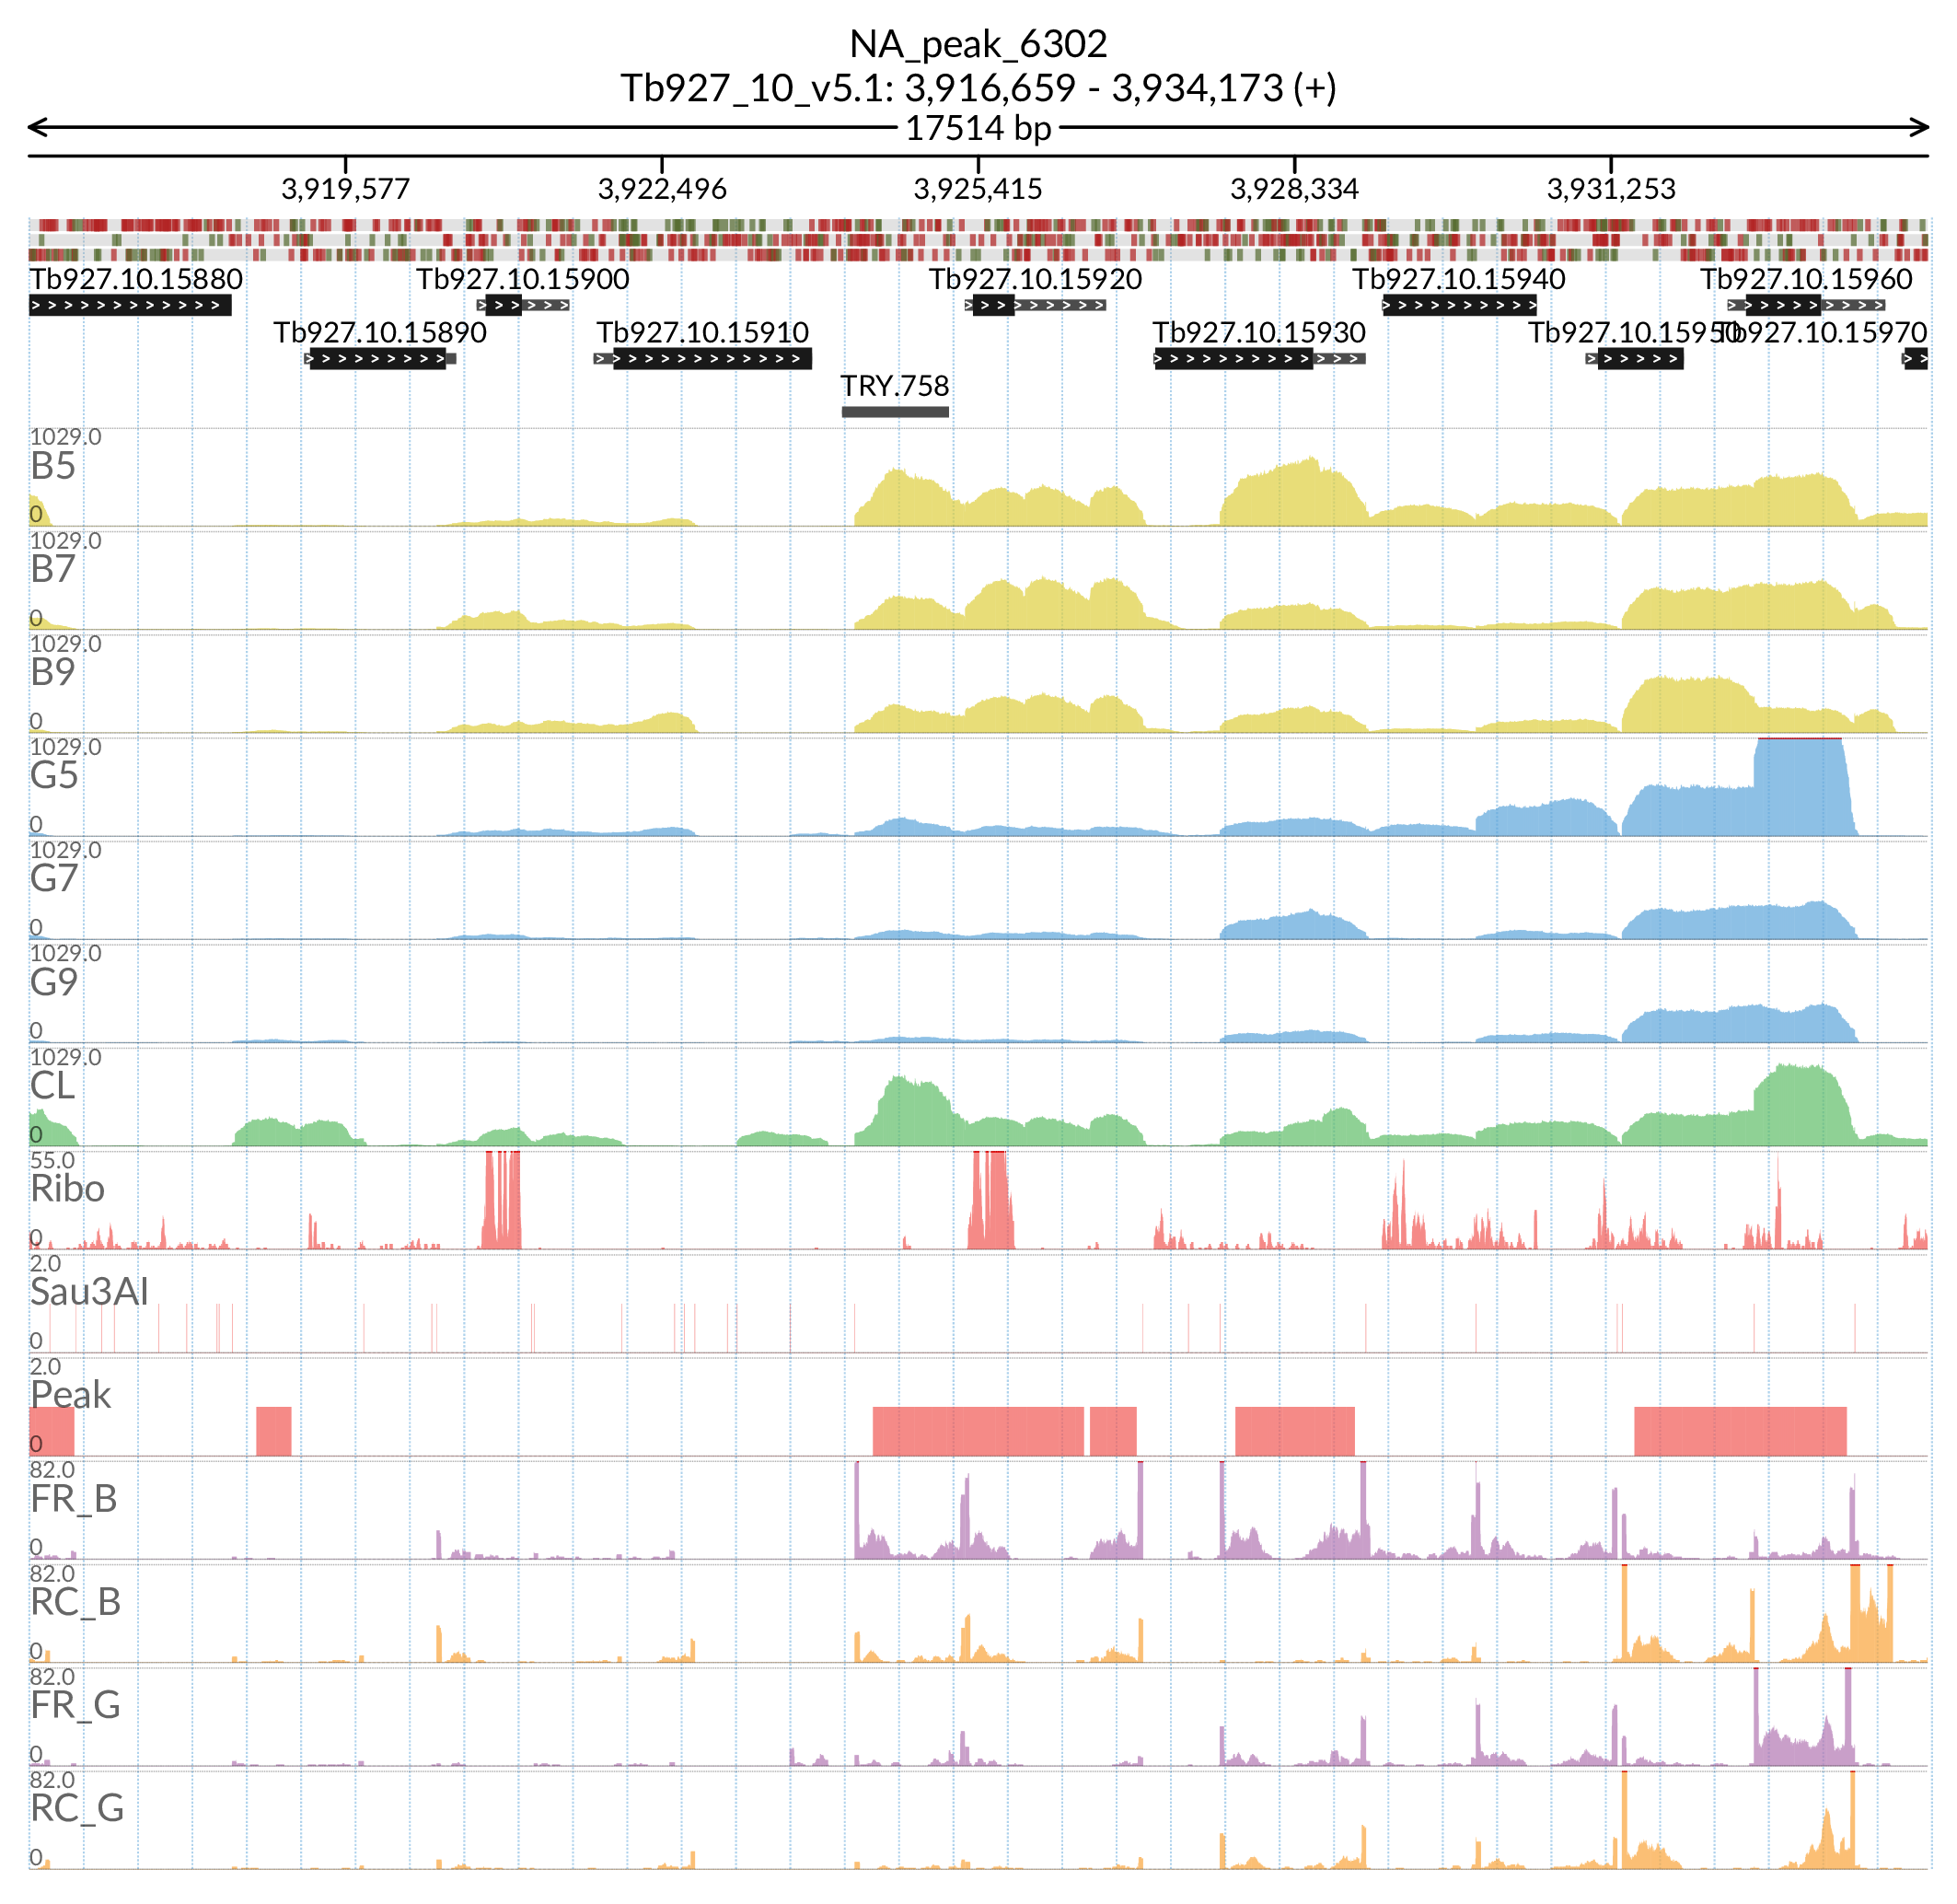 NA_peak_6302
Tb927_10_v5.1: 3,916,659 - 3,934,173 (+)
17514 bp
3,919,577 3,922,496 3,925,415 3,928,334 3,931,253
Tb927.10.15880 Tb927.10.15900 Tb927.10.15920 Tb927.10.15940 Tb927.10.15960
Tb927.10.15890 Tb927.10.15910 Tb927.10.15930 Tb927.10.15950 Tb927.10.15970
TRY.758
1029.0
B5
0
1029.0
B7
0
1029.0
B9
0
1029.0
G5
0
1029.0
G7
0
1029.0
G9
0
1029.0
CL
0
55.0
Ribo
0
2.0
Sau3AI
0
2.0
Peak
0
82.0
FR_B
0
82.0
RC_B
0
82.0
FR_G
0
82.0
RC_G
0